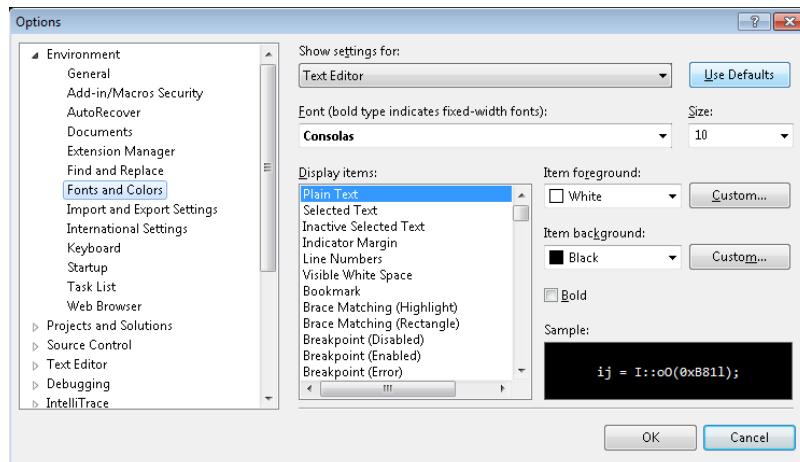 Options
Environment
General
Add-in/Macros Security
AutoRecover
Documents
Extension Manager
Find and Replace
Fonts and Colors
Import and Export Settings
International Settings
Keyboard
Startup
Task List
Web Browser
Projects and Solutions
Source Control
Text Editor
Debugging
IntelliTrace
Show settings for:
Text Editor
Use Defaults
Font (bold type indicates fixed-width fonts):
Size:
Consolas
10
Display items:
Plain Text
Selected Text
Inactive Selected Text
Indicator Margin
Line Numbers
Visible White Space
Bookmark
Brace Matching (Highlight)
Brace Matching (Rectangle)
Breakpoint (Disabled)
Breakpoint (Enabled)
Breakpoint (Error)
Item foreground:
White
Custom...
Item background:
Black
Custom...
Bold
Sample:
ij = I::oO(0xB81l);
OK
Cancel